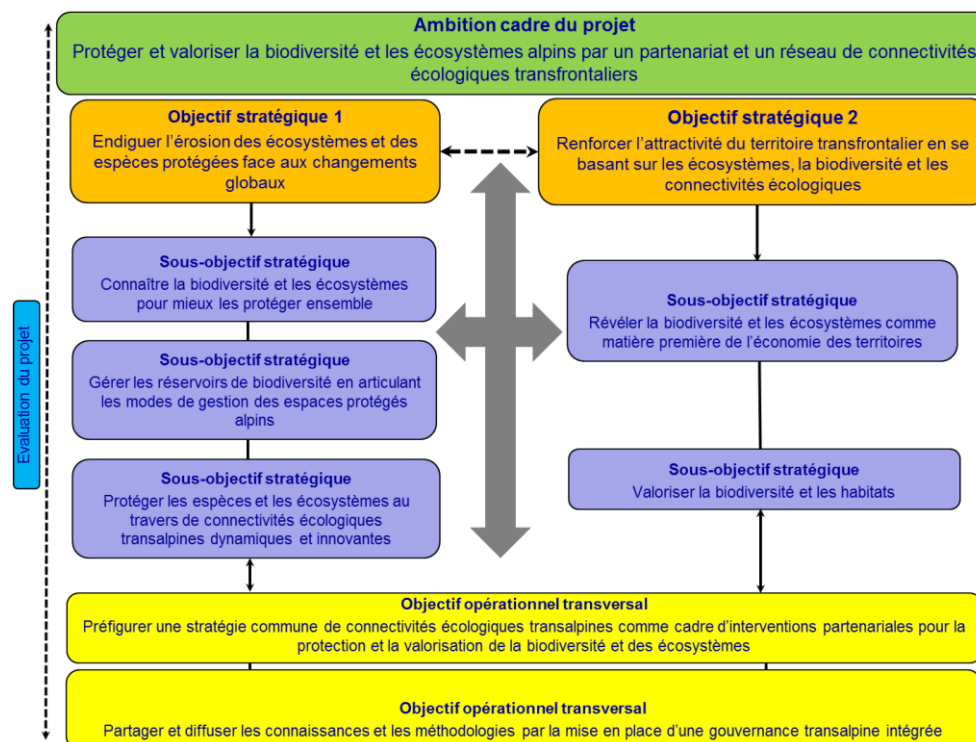 Ambition cadre du projet
Protéger et valoriser la biodiversité et les écosystèmes alpins par un partenariat et un réseau de connectivités
écologiques transfrontaliers
Objectif stratégique 1
Endiguer l'érosion des écosystèmes et des
espèces protégées face aux changements
globaux
Objectif stratégique 2
Renforcer l'attractivité du territoire transfrontalier en se
basant sur les écosystèmes, la biodiversité et les
connectivités écologiques
Sous-objectif stratégique
Connaître la biodiversité et les écosystèmes
pour mieux les protéger ensemble
Sous-objectif stratégique
Gérer les réservoirs de biodiversité en articulant
les modes de gestion des espaces protégés
alpins
Sous-objectif stratégique
Protéger les espèces et les écosystèmes au
travers de connectivités écologiques
transalpines dynamiques et innovantes
Sous-objectif stratégique
Révéler la biodiversité et les écosystèmes comme
matière première de l'économie des territoires
Sous-objectif stratégique
Valoriser la biodiversité et les habitats
Evaluation du projet
Objectif opérationnel transversal
Préfigurer une stratégie commune de connectivités écologiques transalpines comme cadre d'interventions partenariales pour la
protection et la valorisation de la biodiversité et des écosystèmes
Objectif opérationnel transversal
Partager et diffuser les connaissances et les méthodologies par la mise en place d'une gouvernance transalpine intégrée